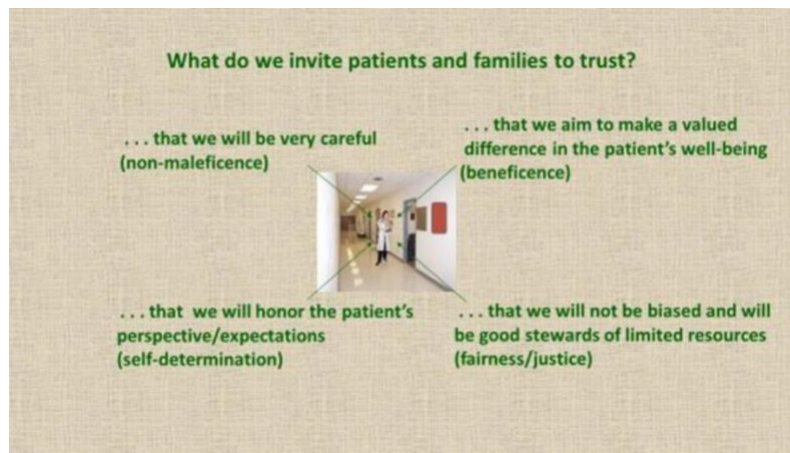 What do we invite patients and families to trust?
. . . that we will be very careful
(non-maleficence)
. . . that we aim to make a valued
difference in the patient's well-being
(beneficence)
. . . that we will honor the patient's
perspective/expectations
(self-determination)
. . . that we will not be biased and will
be good stewards of limited resources
(fairness/justice)